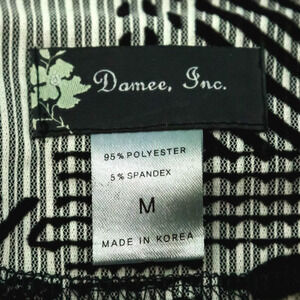 Damee, Inc.
95% POLYESTER
5% SPANDEX
M
MADE IN KOREA